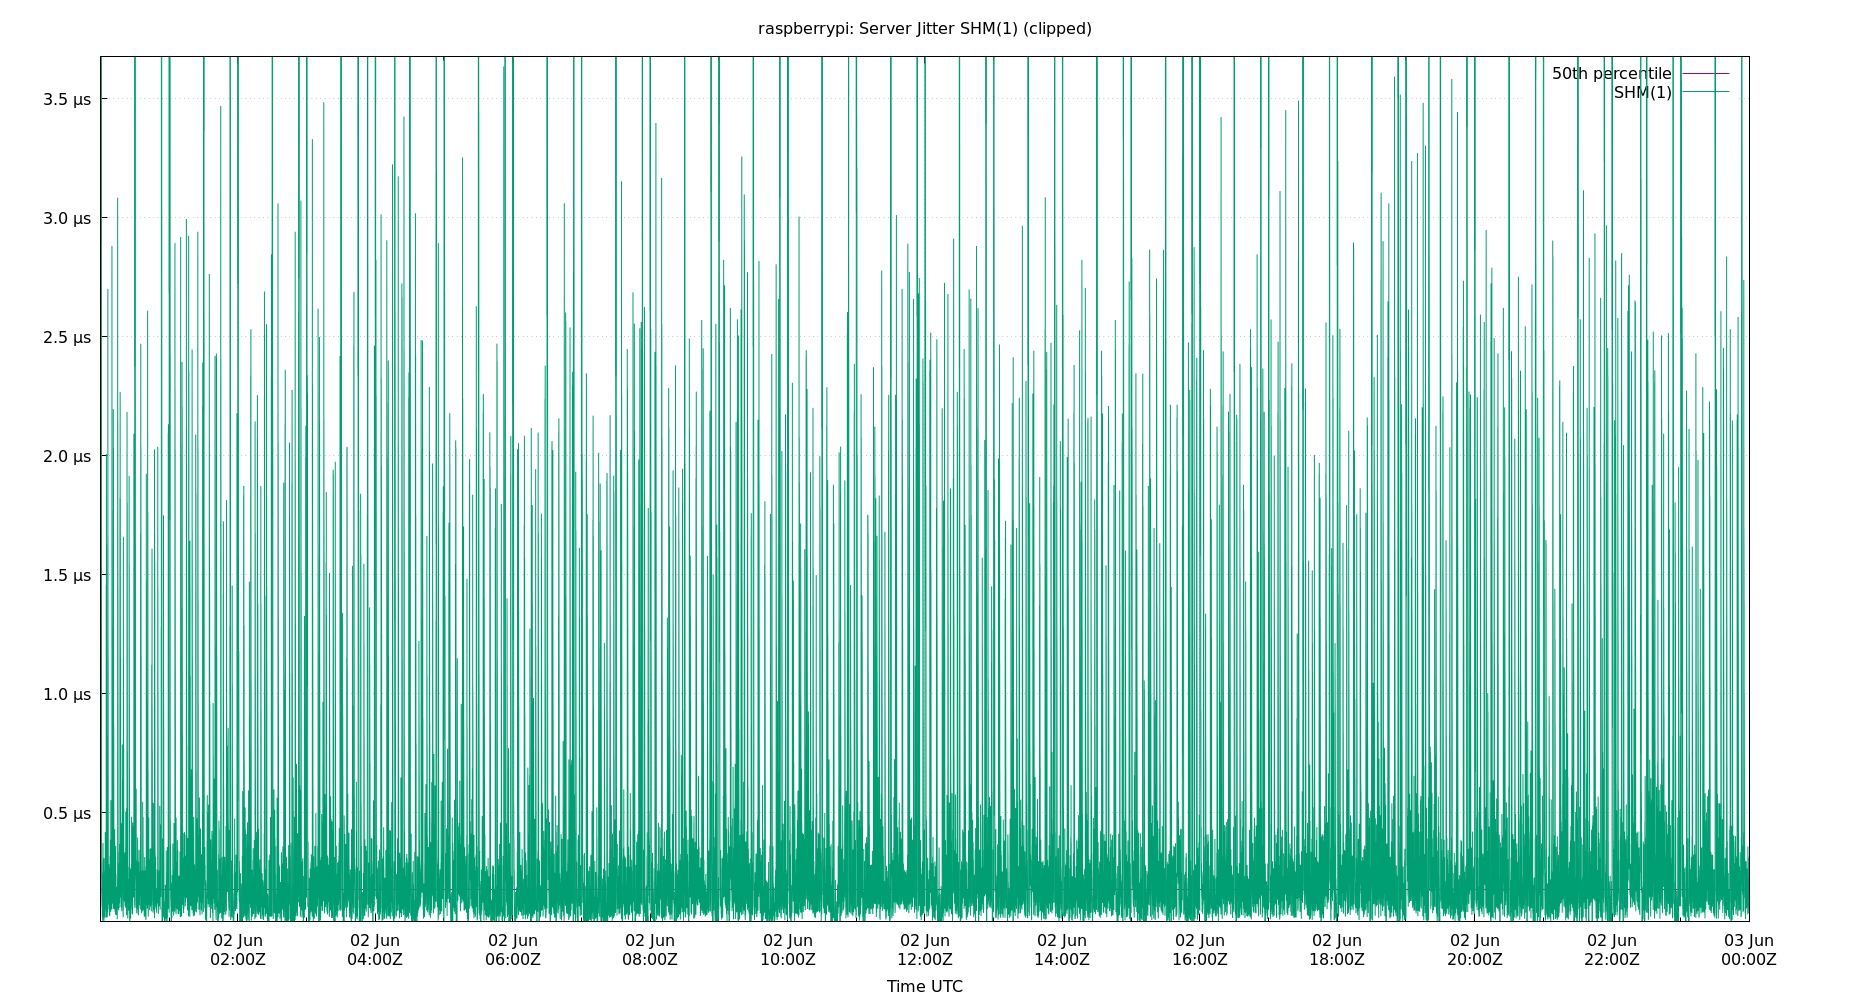 raspberrypi: Server Jitter SHM(1) (clipped)
50th percentile
SHM(1)
3.5 µs
3.0 µs
2.5 µs
2.0 µs
1.5 µs
1.0 µs
0.5 µs
02 Jun 02 Jun 02 Jun 02 Jun 02 Jun 02 Jun 02 Jun 02 Jun 02 Jun 02 Jun 02 Jun 03 Jun
02:00Z 04:00Z 06:00Z 08:00Z 10:00Z 12:00Z 14:00Z 16:00Z 18:00Z 20:00Z 22:00Z 00:00Z
Time UTC